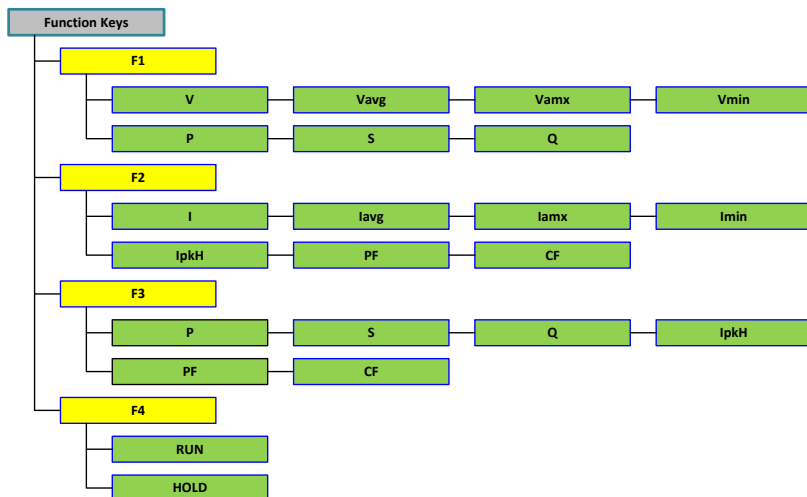 Function Keys
F1
V Vavg Vamx Vmin
P S Q
F2
I Iavg Iamx Imin
IpkH PF CF
F3
P S Q IpkH
PF CF
F4
RUN
HOLD